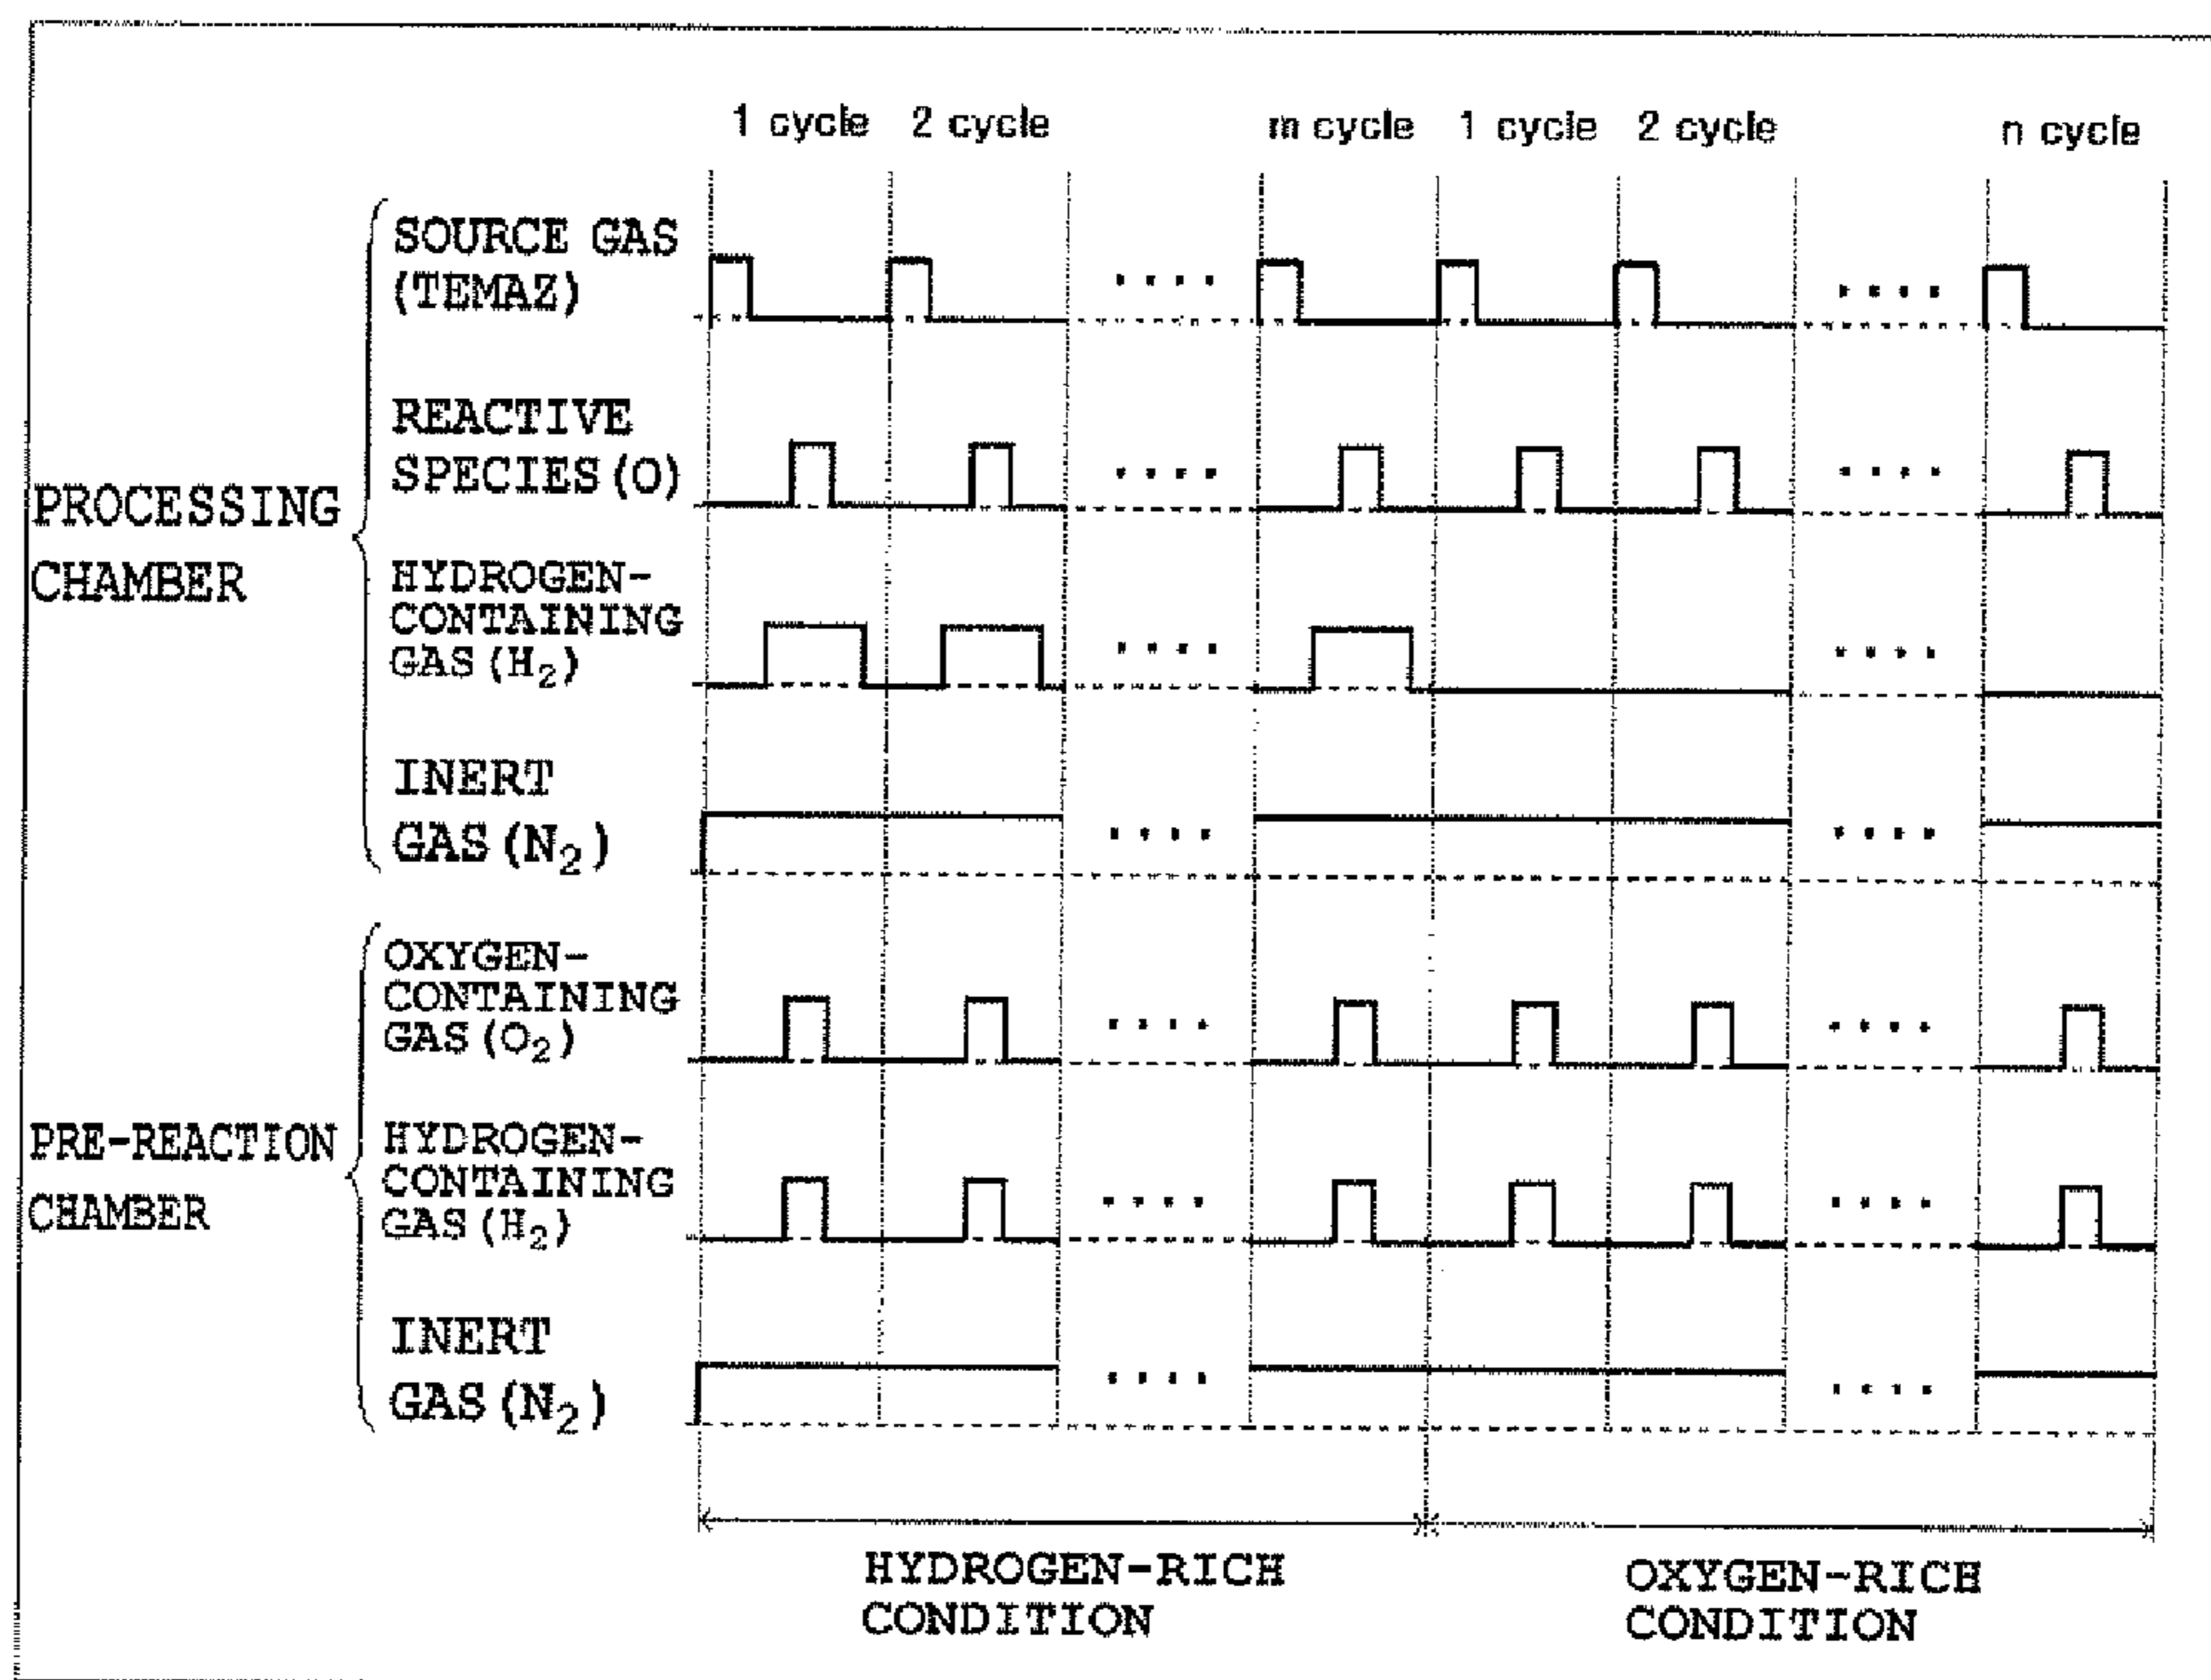 1 cycle 2 cycle m cycle 1 cycle 2 cycle n cycle
PROCESSING
CHAMBER
SOURCE GAS
(TEMAZ)
REACTIVE
SPECIES (O)
HYDROGEN-
CONTAINING
GAS (H₂)
INERT
GAS (N₂)
PRE-REACTION
CHAMBER
OXYGEN-
CONTAINING
GAS (O₂)
HYDROGEN-
CONTAINING
GAS (H₂)
INERT
GAS (N₂)
HYDROGEN-RICH
CONDITION
OXYGEN-RICH
CONDITION